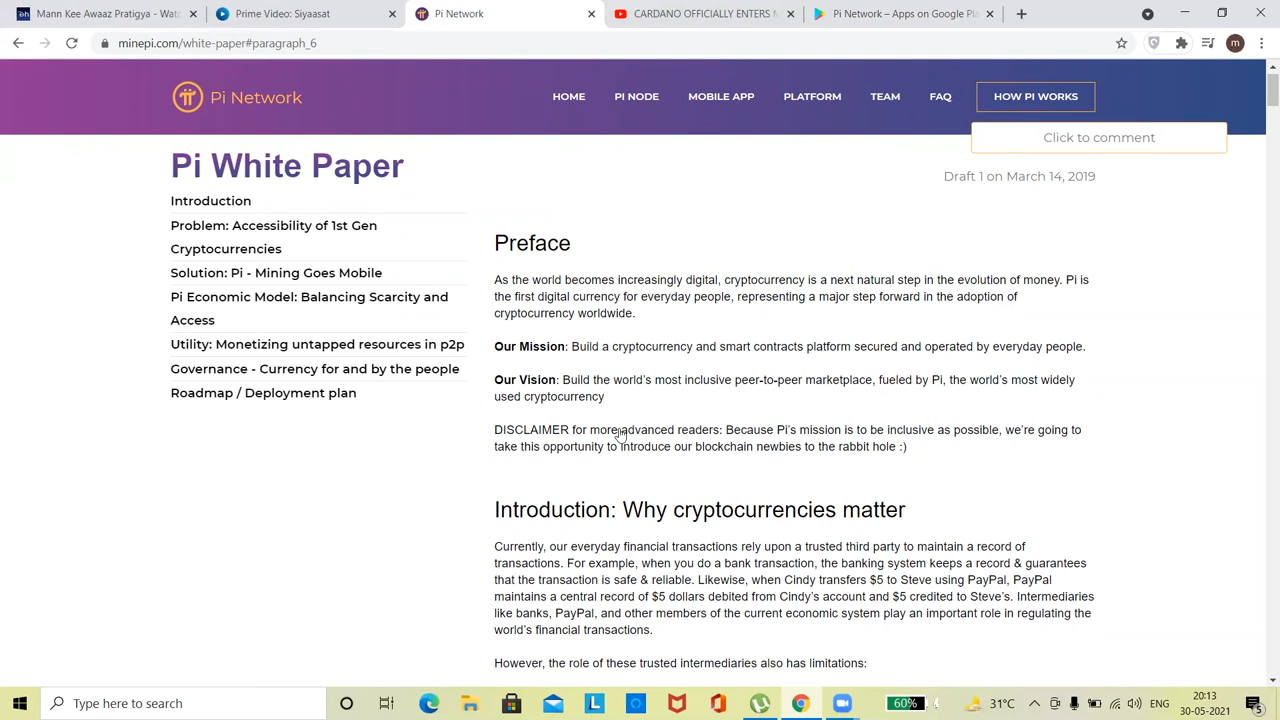 Mann Kee Awaaz Pratigya - Wat
Prime Video: Siyaasat
Pi Network
CARDANO OFFICIALLY ENTERS
Pi Network – Apps on Google Pl
minepi.com/white-paper#paragraph_6
m
Pi Network
HOME
PI NODE
MOBILE APP
PLATFORM
TEAM
FAQ
HOW PI WORKS
Click to comment
Pi White Paper
Draft 1 on March 14, 2019
Introduction
Problem: Accessibility of 1st Gen
Cryptocurrencies
Solution: Pi - Mining Goes Mobile
Pi Economic Model: Balancing Scarcity and
Access
Utility: Monetizing untapped resources in p2p
Governance - Currency for and by the people
Roadmap / Deployment plan
Preface
As the world becomes increasingly digital, cryptocurrency is a next natural step in the evolution of money. Pi is
the first digital currency for everyday people, representing a major step forward in the adoption of
cryptocurrency worldwide.
Our Mission: Build a cryptocurrency and smart contracts platform secured and operated by everyday people.
Our Vision: Build the world's most inclusive peer-to-peer marketplace, fueled by Pi, the world's most widely
used cryptocurrency
DISCLAIMER for more advanced readers: Because Pi's mission is to be inclusive as possible, we're going to
take this opportunity to introduce our blockchain newbies to the rabbit hole :)
Introduction: Why cryptocurrencies matter
Currently, our everyday financial transactions rely upon a trusted third party to maintain a record of
transactions. For example, when you do a bank transaction, the banking system keeps a record & guarantees
that the transaction is safe & reliable. Likewise, when Cindy transfers $5 to Steve using PayPal, PayPal
maintains a central record of $5 dollars debited from Cindy's account and $5 credited to Steve's. Intermediaries
like banks, PayPal, and other members of the current economic system play an important role in regulating the
world's financial transactions.
However, the role of these trusted intermediaries also has limitations:
Type here to search
60%
31°C
ENG
20:13
30-05-2021
5